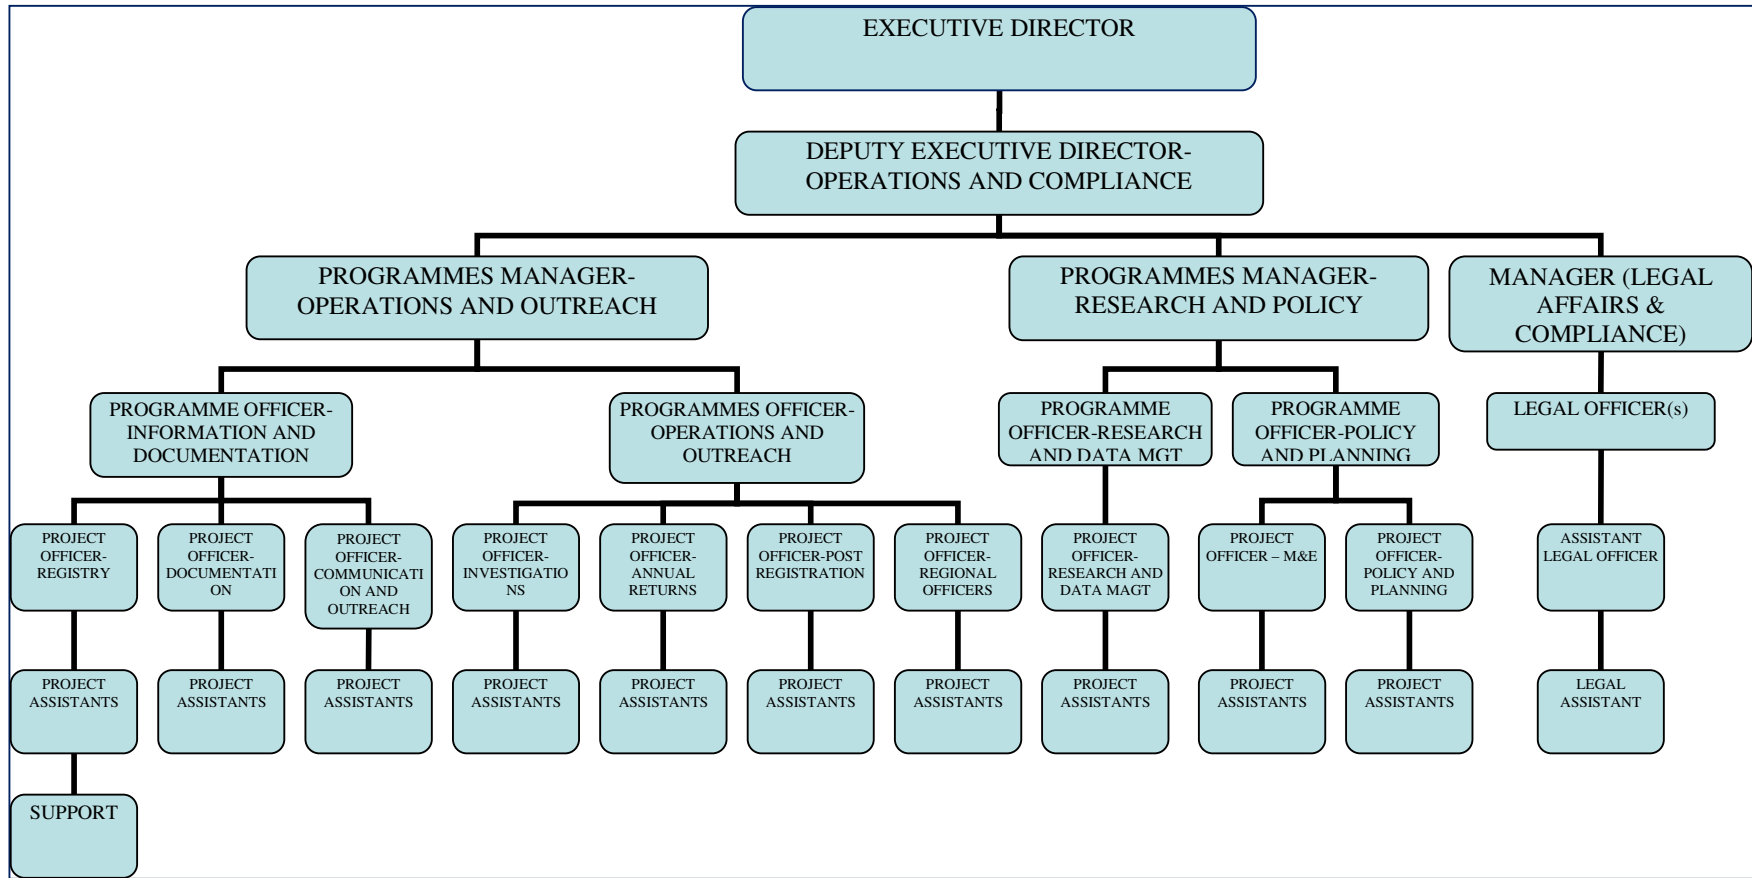 EXECUTIVE DIRECTOR
DEPUTY EXECUTIVE DIRECTOR-
OPERATIONS AND COMPLIANCE
PROGRAMMES MANAGER-
OPERATIONS AND OUTREACH
PROGRAMMES MANAGER-
RESEARCH AND POLICY
MANAGER (LEGAL
AFFAIRS &
COMPLIANCE)
PROGRAMME OFFICER-
INFORMATION AND
DOCUMENTATION
PROGRAMMES OFFICER-
OPERATIONS AND
OUTREACH
PROGRAMME
OFFICER-RESEARCH
AND DATA MGT
PROGRAMME
OFFICER-POLICY
AND PLANNING
LEGAL OFFICER(s)
PROJECT
OFFICER-
REGISTRY
PROJECT
OFFICER-
DOCUMENTATI
ON
PROJECT
OFFICER-
COMMUNICATI
ON AND
OUTREACH
PROJECT
OFFICER-
INVESTIGATIO
NS
PROJECT
OFFICER-
ANNUAL
RETURNS
PROJECT
OFFICER-POST
REGISTRATION
PROJECT
OFFICER-
REGIONAL
OFFICERS
PROJECT
OFFICER-
RESEARCH AND
DATA MAGT
PROJECT
OFFICER – M&E
PROJECT
OFFICER-
POLICY AND
PLANNING
ASSISTANT
LEGAL OFFICER
PROJECT
ASSISTANTS
PROJECT
ASSISTANTS
PROJECT
ASSISTANTS
PROJECT
ASSISTANTS
PROJECT
ASSISTANTS
PROJECT
ASSISTANTS
PROJECT
ASSISTANTS
PROJECT
ASSISTANTS
PROJECT
ASSISTANTS
PROJECT
ASSISTANTS
LEGAL
ASSISTANT
SUPPORT